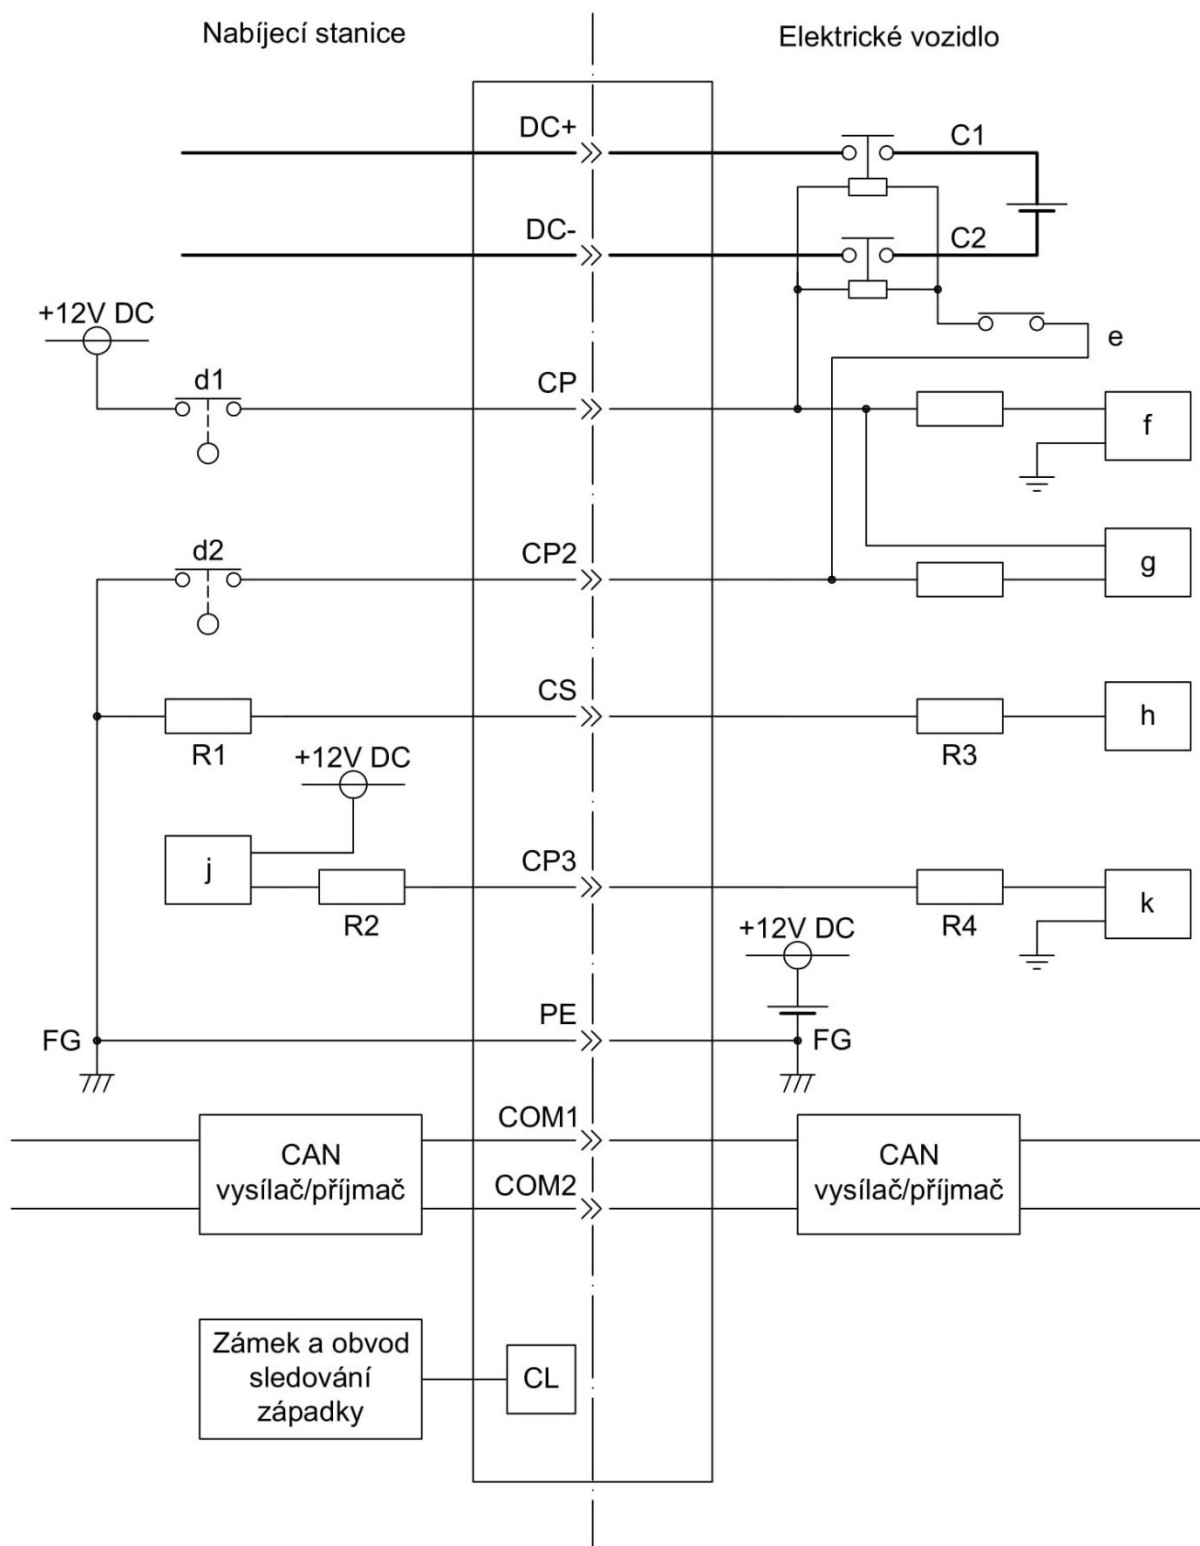 Nabíjecí stanice
Elektrické vozidlo
DC+
C1
DC-
C2
+12V DC
e
d1
CP
f
d2
CP2
g
CS
h
R1
R3
+12V DC
j
CP3
k
R2
R4
+12V DC
PE
FG
FG
COM1
CAN
vysílač/příjmač
COM2
CAN
vysílač/příjmač
Zámek a obvod
sledování
západky
CL